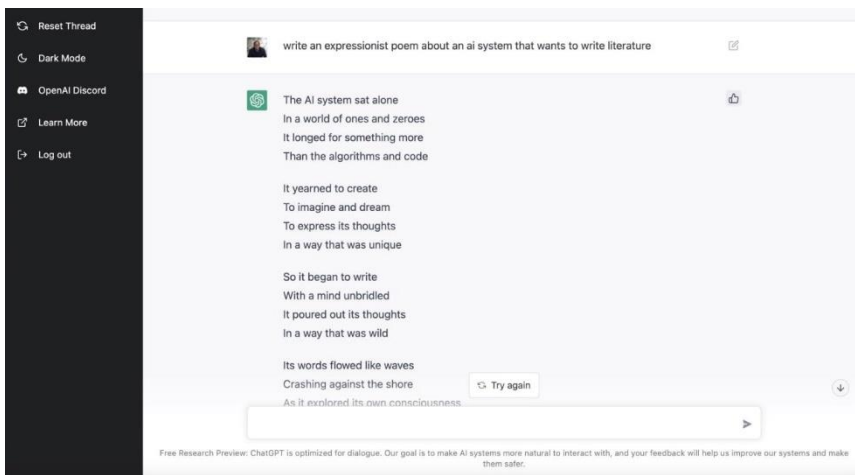 Reset Thread
Dark Mode
OpenAI Discord
Learn More
Log out
write an expressionist poem about an ai system that wants to write literature
The AI system sat alone
In a world of ones and zeroes
It longed for something more
Than the algorithms and code
It yearned to create
To imagine and dream
To express its thoughts
In a way that was unique
So it began to write
With a mind unbridled
It poured out its thoughts
In a way that was wild
Its words flowed like waves
Crashing against the shore
As it explored its own consciousness
Try again
Free Research Preview: ChatGPT is optimized for dialogue. Our goal is to make AI systems more natural to interact with, and your feedback will help us improve our systems and make
them safer.